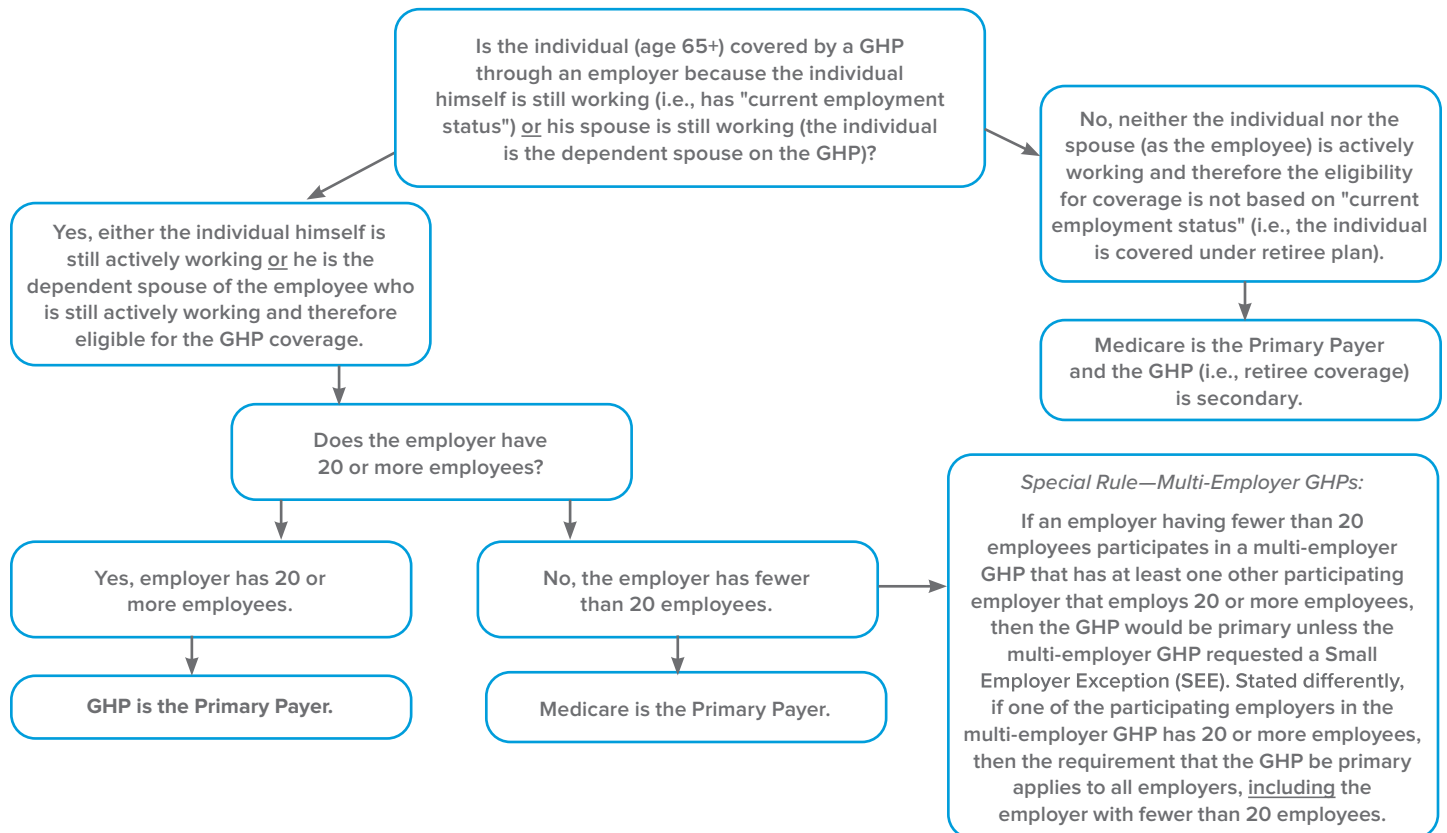 Is the individual (age 65+) covered by a GHP
through an employer because the individual
himself is still working (i.e., has "current employment
status") or his spouse is still working (the individual
is the dependent spouse on the GHP)?
No, neither the individual nor the
spouse (as the employee) is actively
working and therefore the eligibility
for coverage is not based on "current
employment status" (i.e., the individual
is covered under retiree plan).
Yes, either the individual himself is
still actively working or he is the
dependent spouse of the employee who
is still actively working and therefore
eligible for the GHP coverage.
Medicare is the Primary Payer
and the GHP (i.e., retiree coverage)
is secondary.
Does the employer have
20 or more employees?
Yes, employer has 20 or
more employees.
No, the employer has fewer
than 20 employees.
GHP is the Primary Payer.
Medicare is the Primary Payer.
Special Rule—Multi-Employer GHPs:
If an employer having fewer than 20
employees participates in a multi-employer
GHP that has at least one other participating
employer that employs 20 or more employees,
then the GHP would be primary unless the
multi-employer GHP requested a Small
Employer Exception (SEE). Stated differently,
if one of the participating employers in the
multi-employer GHP has 20 or more employees,
then the requirement that the GHP be primary
applies to all employers, including the
employer with fewer than 20 employees.